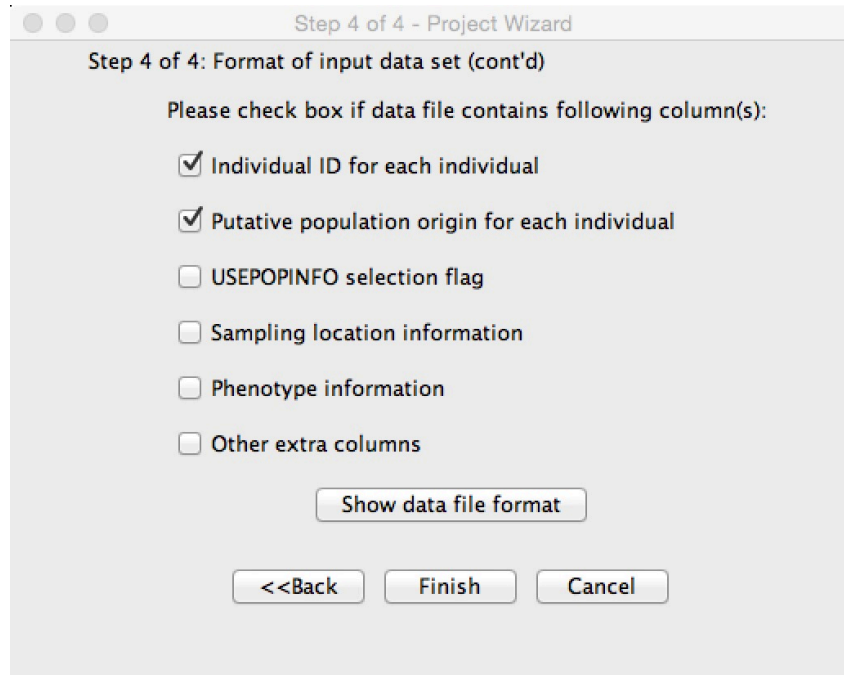 Step 4 of 4 - Project Wizard
Step 4 of 4: Format of input data set (cont'd)
Please check box if data file contains following column(s):
Individual ID for each individual
Putative population origin for each individual
USEPOPINFO selection flag
Sampling location information
Phenotype information
Other extra columns
Show data file format
<<Back Finish Cancel